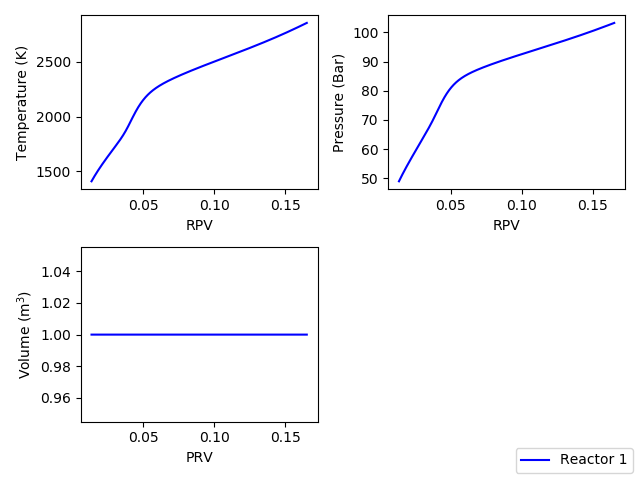 Temperature (K)
2500
2000
1500
0.05 0.10 0.15
RPV
Pressure (Bar)
100
90
80
70
60
50
0.05 0.10 0.15
RPV
Volume (m³)
1.04
1.02
1.00
0.98
0.96
0.05 0.10 0.15
PRV
Reactor 1